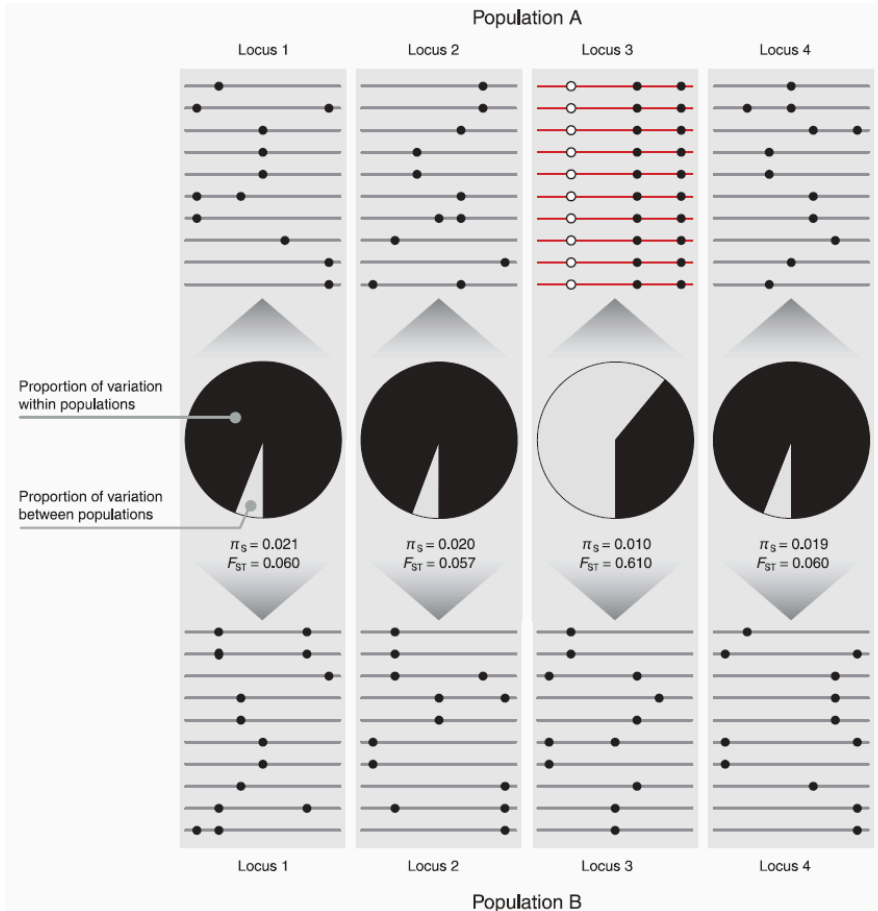 Population A
Locus 1
Locus 2
Locus 3
Locus 4
Proportion of variation
within populations
Proportion of variation
between populations
πS = 0.021
FST = 0.060
πS = 0.020
FST = 0.057
πS = 0.010
FST = 0.610
πS = 0.019
FST = 0.060
Locus 1
Locus 2
Locus 3
Locus 4
Population B